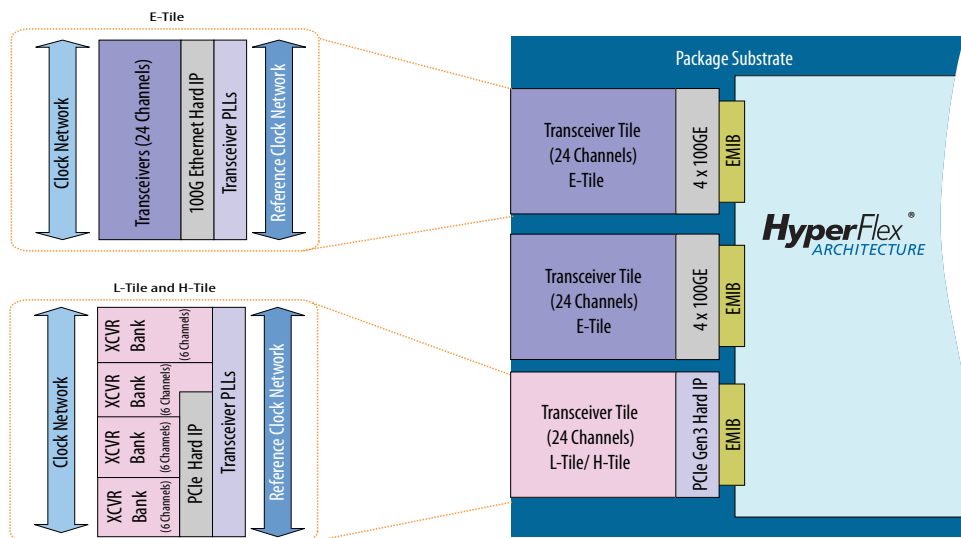 E-Tile
Clock Network
Transceivers (24 Channels)
100G Ethernet Hard IP
Transceiver PLLs
Reference Clock Network
L-Tile and H-Tile
Clock Network
XCVR
Bank
(6 Channels)
XCVR
Bank
(6 Channels)
XCVR
Bank
(6 Channels)
XCVR
Bank
(6 Channels)
PCIe Hard IP
Transceiver PLLs
Reference Clock Network
Package Substrate
Transceiver Tile
(24 Channels)
E-Tile
4 x 100GE
EMIB
Transceiver Tile
(24 Channels)
E-Tile
4 x 100GE
EMIB
Transceiver Tile
(24 Channels)
L-Tile/ H-Tile
PCIe Gen3 Hard IP
EMIB
HyperFlex®
ARCHITECTURE